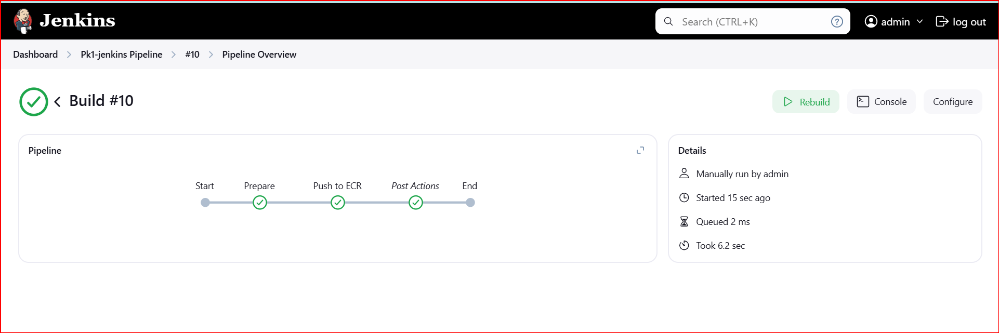 Jenkins
Search (CTRL+K)
admin
log out
Dashboard
Pk1-jenkins Pipeline
#10
Pipeline Overview
Build #10
Rebuild
Console
Configure
Pipeline
Start
Prepare
Push to ECR
Post Actions
End
Details
Manually run by admin
Started 15 sec ago
Queued 2 ms
Took 6.2 sec